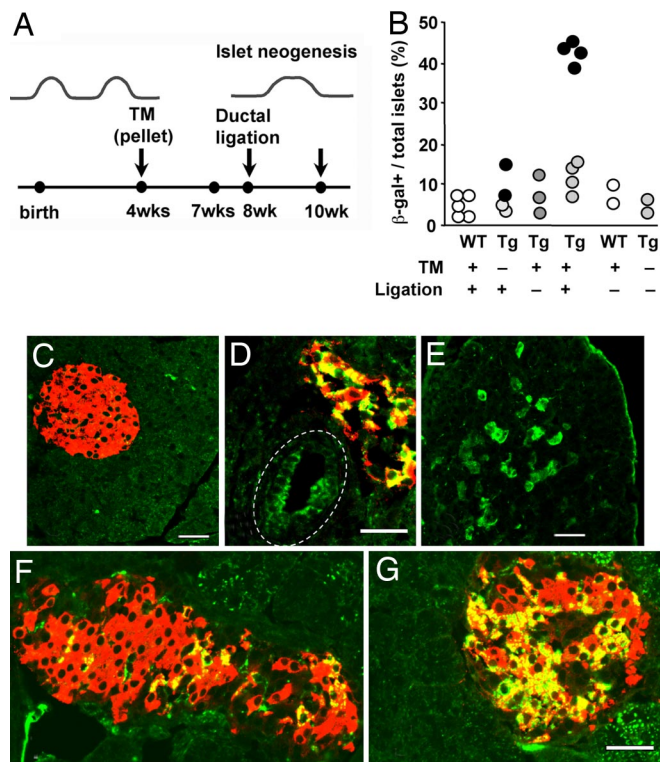 A
Islet neogenesis
TM
(pellet)
Ductal
ligation
birth
4wks
7wks
8wk
10wk
B
β-gal+ / total islets (%)
50
40
30
20
10
0
WT Tg Tg Tg WT Tg
TM + – + + + –
Ligation + + – + – –
C
D
E
F
G